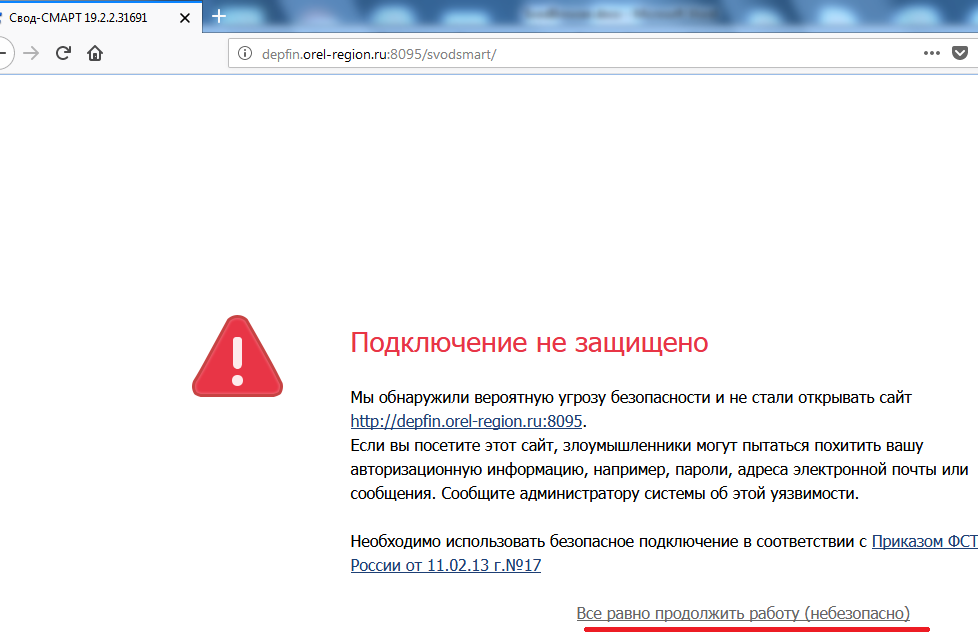 Свод-СМАРТ 19.2.2.31691
depfin.orel-region.ru:8095/svodsmart/
Подключение не защищено
Мы обнаружили вероятную угрозу безопасности и не стали открывать сайт
http://depfin.orel-region.ru:8095.
Если вы посетите этот сайт, злоумышленники могут пытаться похитить вашу
авторизационную информацию, например, пароли, адреса электронной почты или
сообщения. Сообщите администратору системы об этой уязвимости.
Необходимо использовать безопасное подключение в соответствии с Приказом ФСТ
России от 11.02.13 г.№17
Все равно продолжить работу (небезопасно)